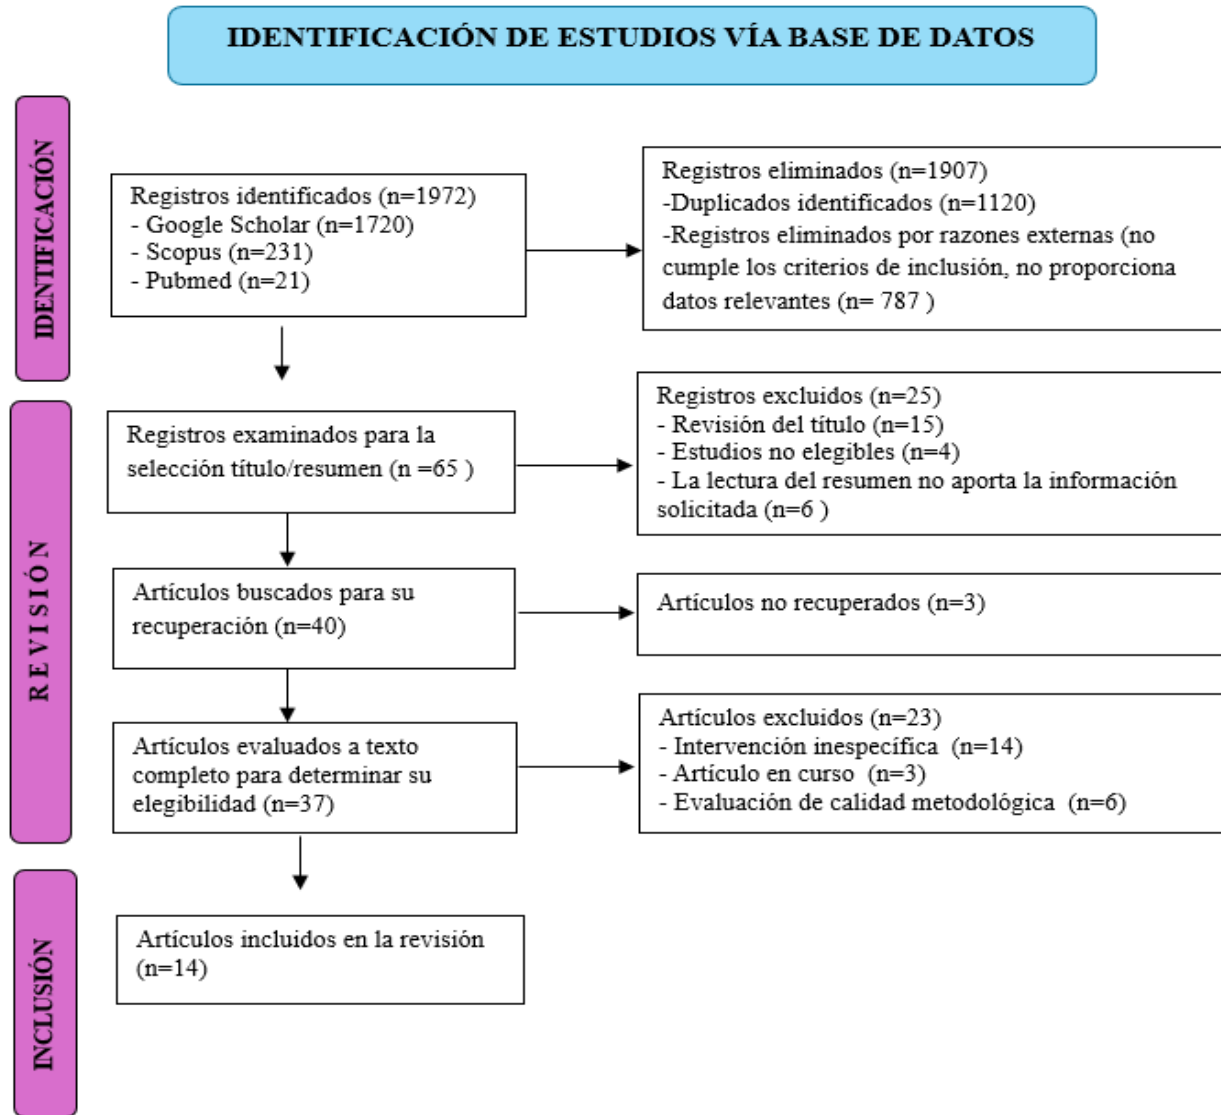 IDENTIFICACIÓN DE ESTUDIOS VÍA BASE DE DATOS
IDENTIFICACIÓN
Registros identificados (n=1972)
- Google Scholar (n=1720)
- Scopus (n=231)
- Pubmed (n=21)
Registros eliminados (n=1907)
-Duplicados identificados (n=1120)
-Registros eliminados por razones externas (no
cumple los criterios de inclusión, no proporciona
datos relevantes (n= 787 )
REVISIÓN
Registros examinados para la
selección título/resumen (n =65 )
Registros excluidos (n=25)
- Revisión del título (n=15)
- Estudios no elegibles (n=4)
- La lectura del resumen no aporta la información
solicitada (n=6 )
Artículos buscados para su
recuperación (n=40)
Artículos no recuperados (n=3)
Artículos evaluados a texto
completo para determinar su
elegibilidad (n=37)
Artículos excluidos (n=23)
- Intervención inespecífica  (n=14)
- Artículo en curso  (n=3)
- Evaluación de calidad metodológica  (n=6)
INCLUSIÓN
Artículos incluidos en la revisión
(n=14)